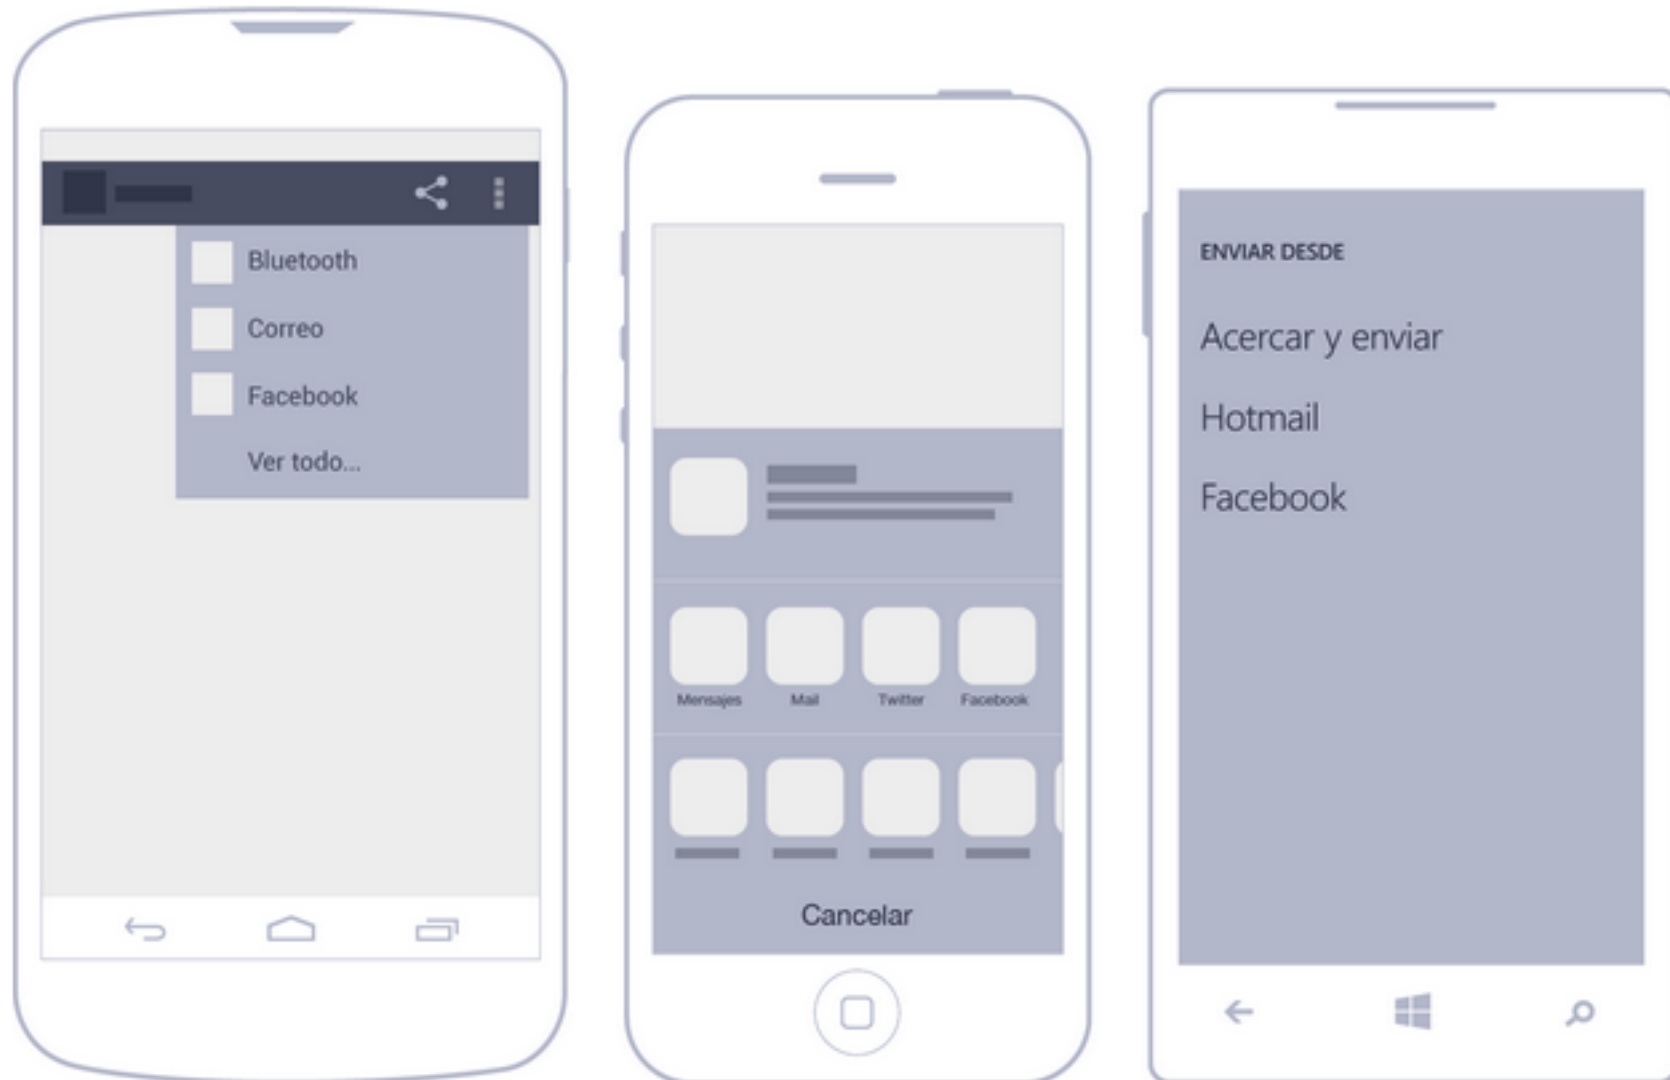 Bluetooth
Correo
Facebook
Ver todo...
Mensajes Mail Twitter Facebook
Cancelar
ENVIAR DESDE
Acercar y enviar
Hotmail
Facebook